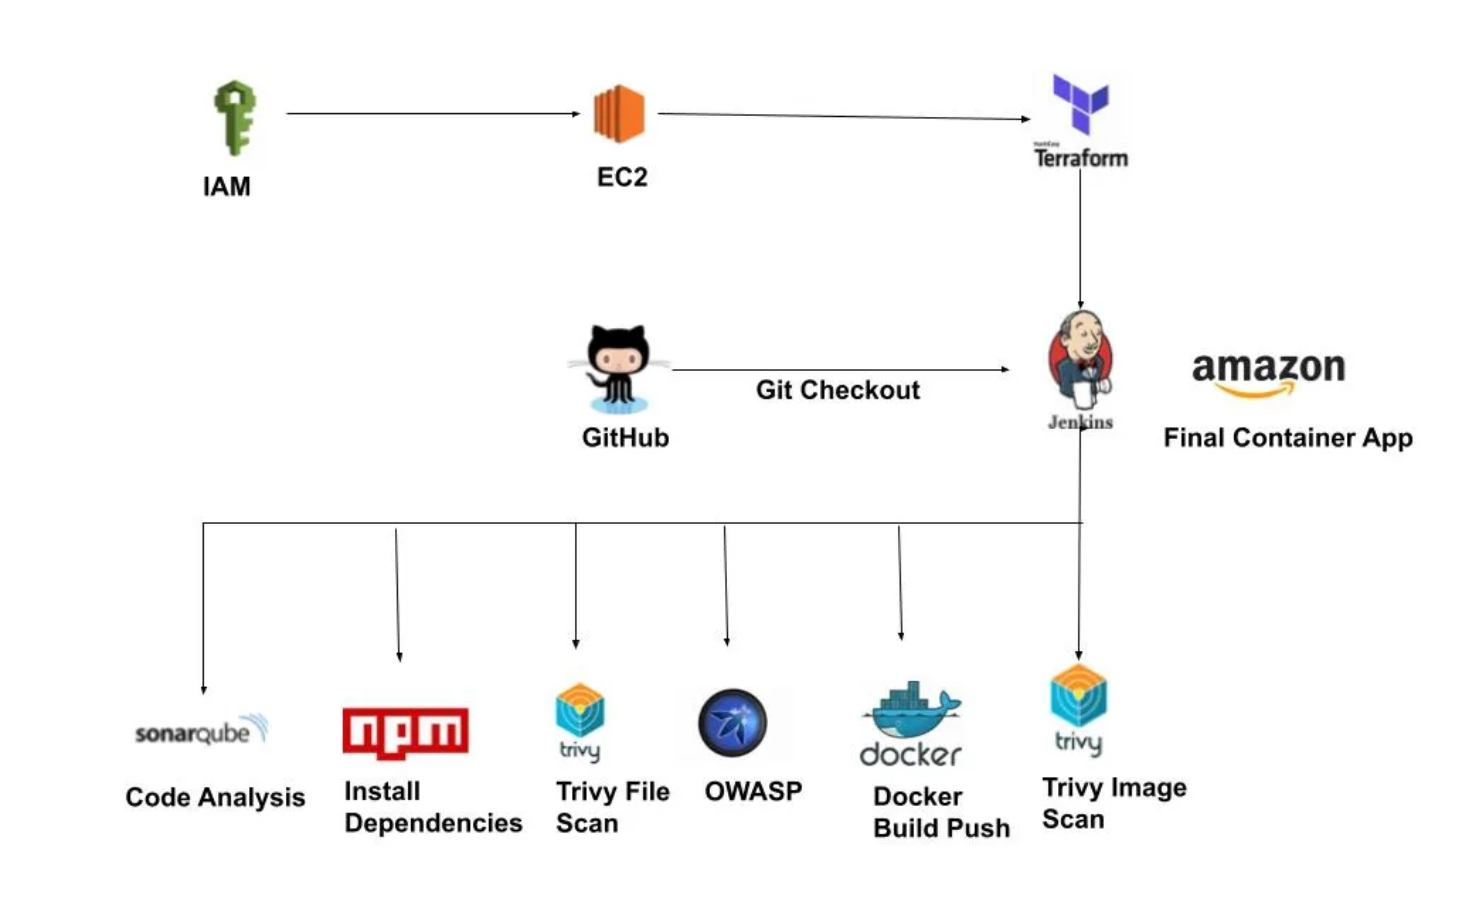 IAM
EC2
Terraform
GitHub
Git Checkout
Jenkins
amazon
Final Container App
sonarqube
Code Analysis
npm
Install
Dependencies
trivy
Trivy File
Scan
OWASP
docker
Docker
Build Push
trivy
Trivy Image
Scan